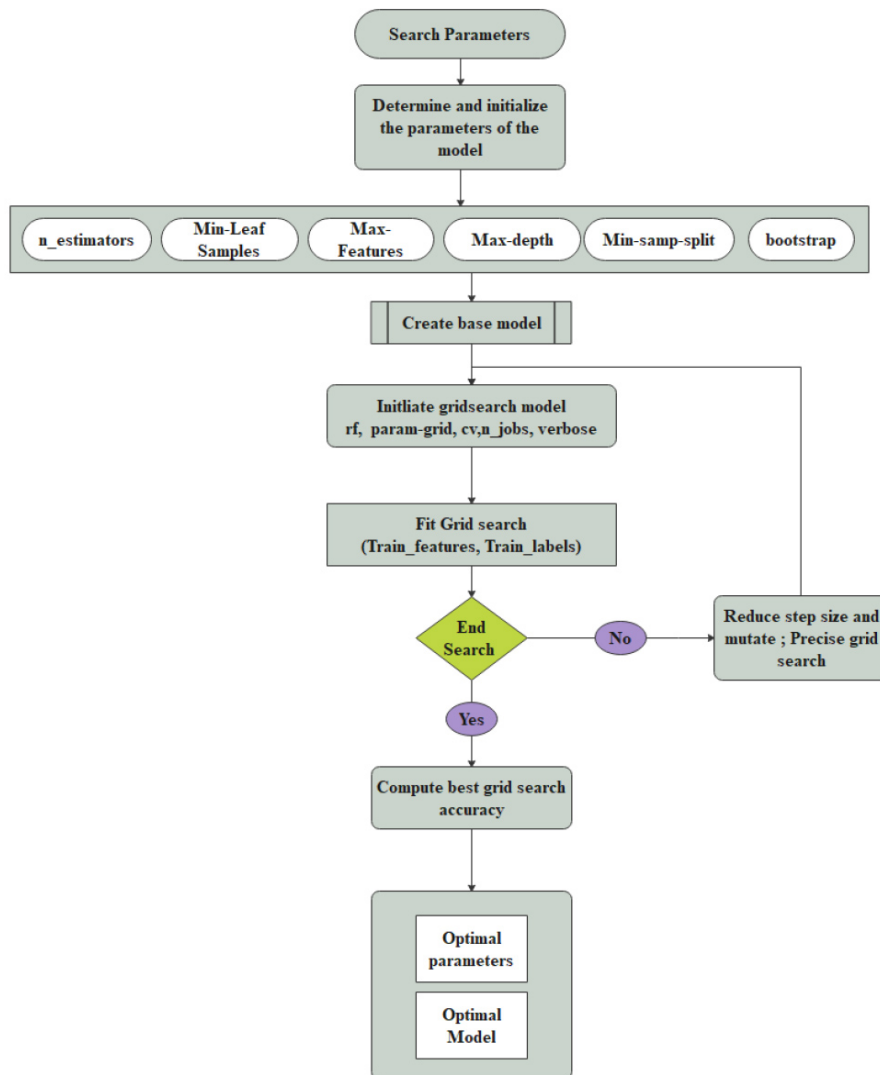 Search Parameters
Determine and initialize
the parameters of the
model
n_estimators
Min-Leaf
Samples
Max-
Features
Max-depth
Min-samp-split
bootstrap
Create base model
Initliate gridsearch model
rf, param-grid, cv,n_jobs, verbose
Fit Grid search
(Train_features, Train_labels)
End
Search
No
Reduce step size and
mutate ; Precise grid
search
Yes
Compute best grid search
accuracy
Optimal
parameters
Optimal
Model